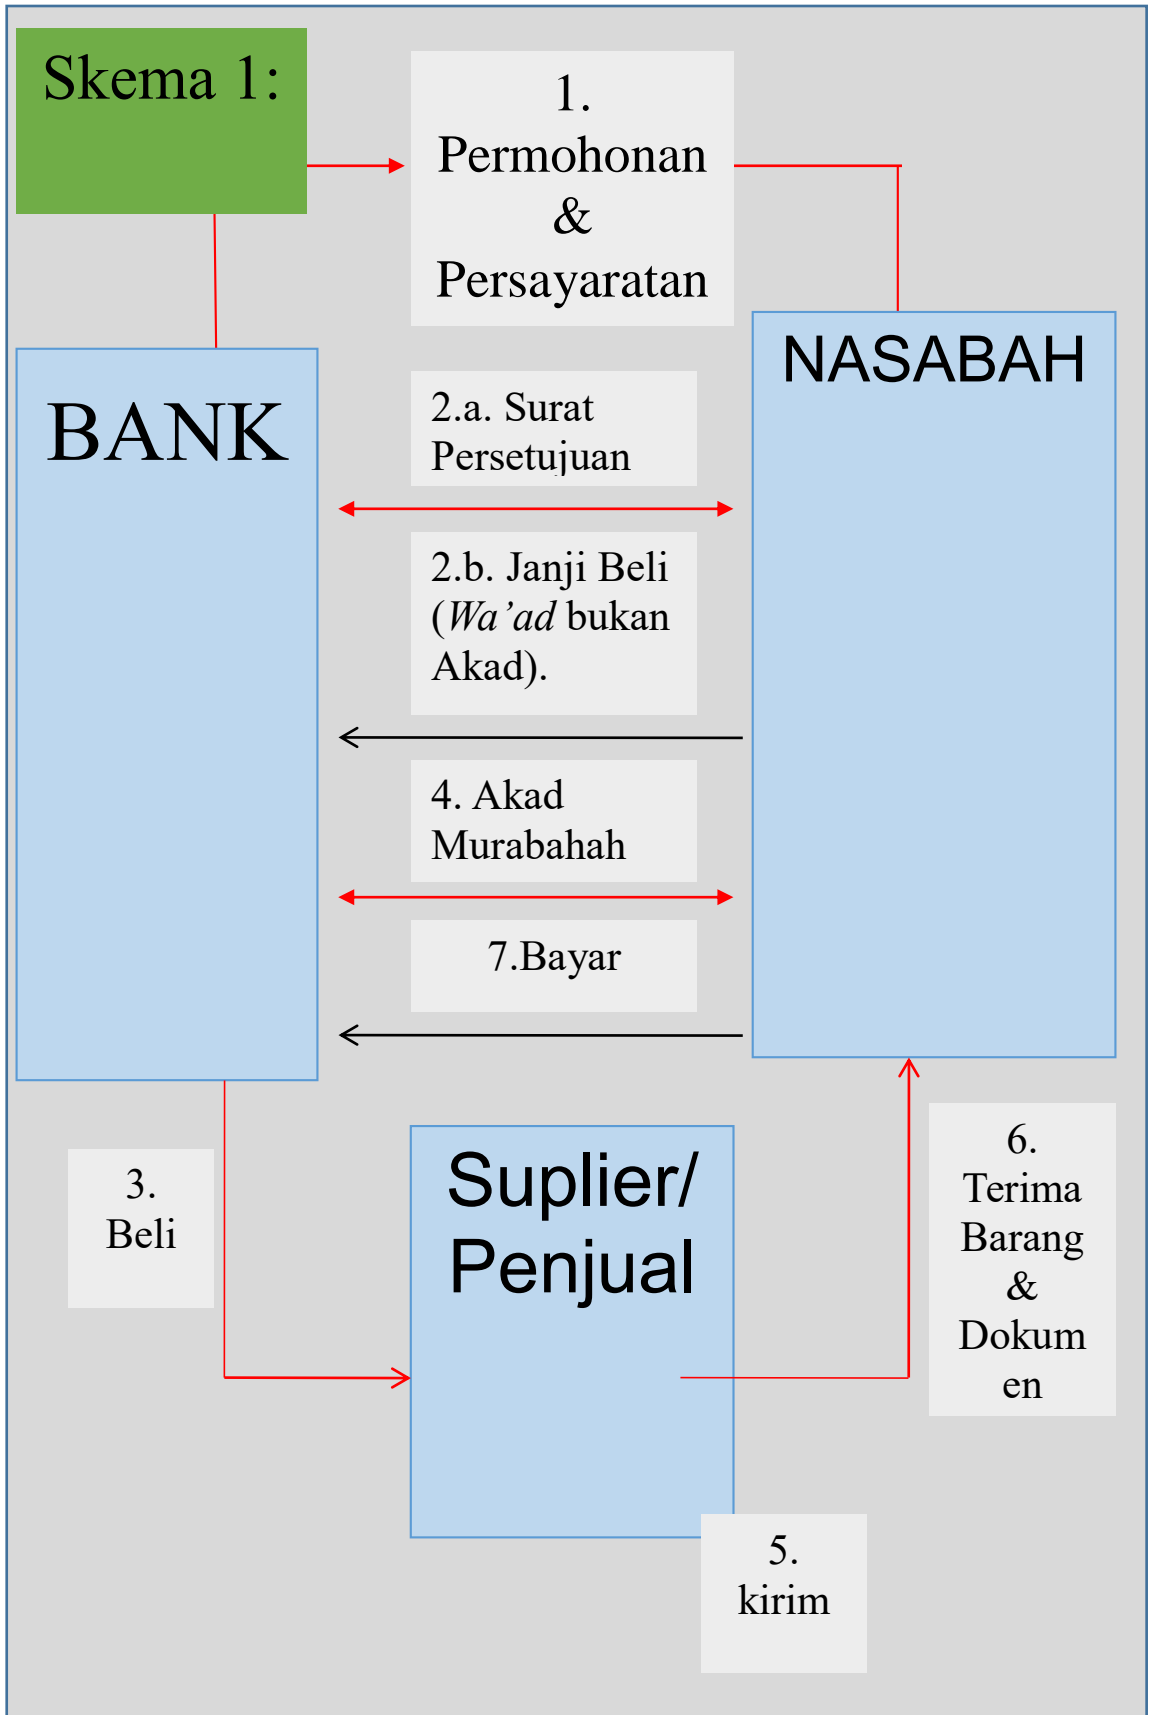 Skema 1:
1.
Permohonan
&
Persayaratan
NASABAH
BANK
2.a. Surat
Persetujuan
2.b. Janji Beli
(Wa’ad bukan
Akad).
4. Akad
Murabahah
7.Bayar
3.
Beli
Suplier/
Penjual
6.
Terima
Barang
&
Dokum
en
5.
kirim